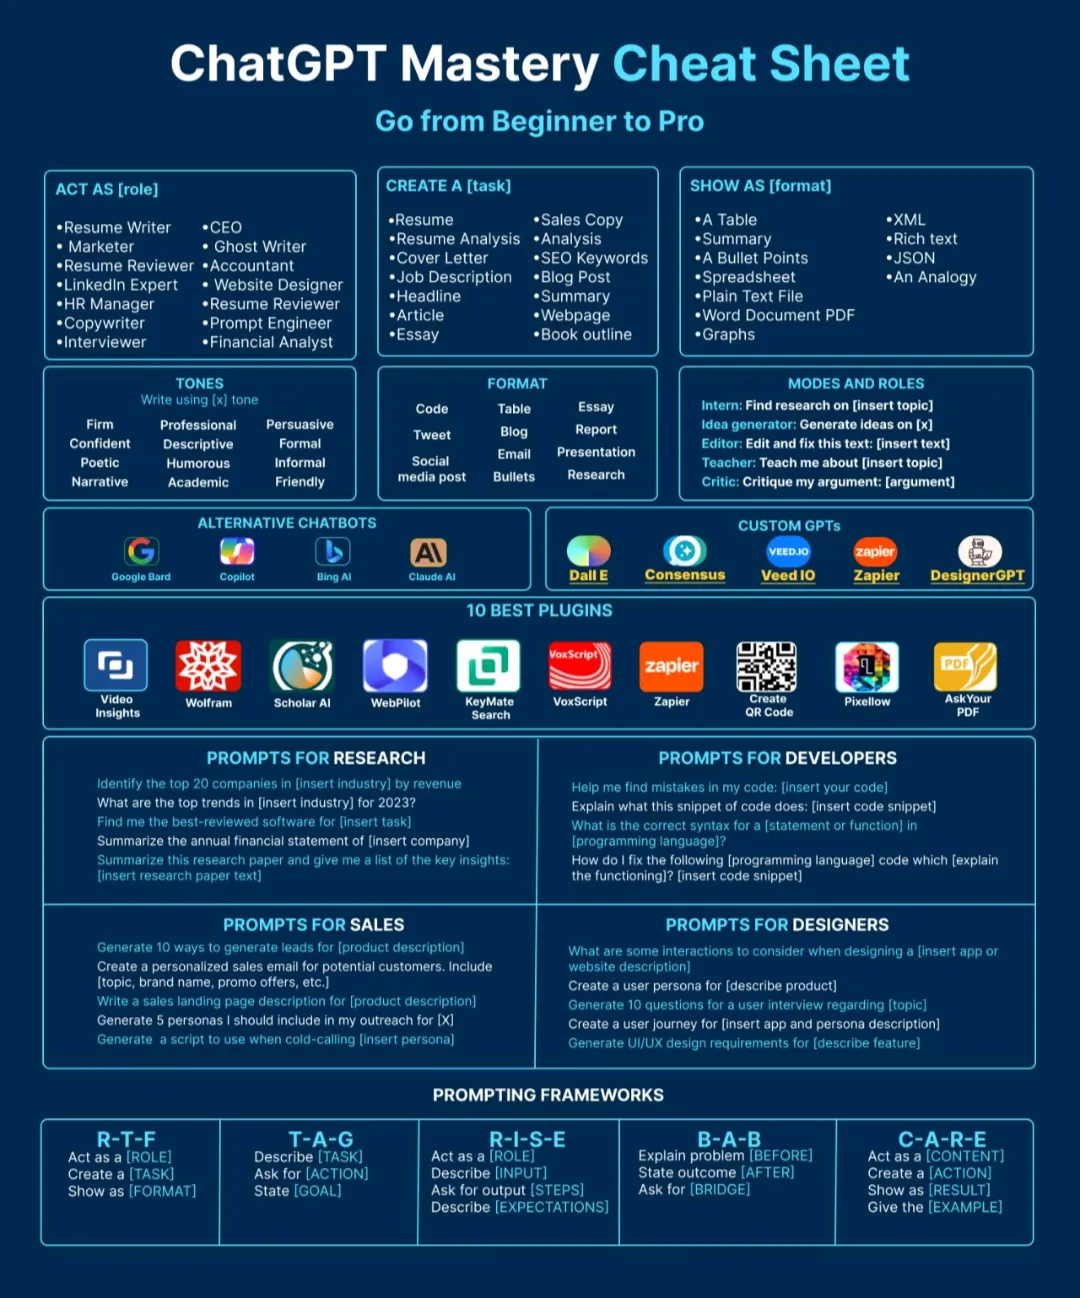 ChatGPT Mastery Cheat Sheet
Go from Beginner to Pro
ACT AS [role]
•Resume Writer
• Marketer
•Resume Reviewer
•LinkedIn Expert
•HR Manager
•Copywriter
•Interviewer
•CEO
• Ghost Writer
•Accountant
• Website Designer
•Resume Reviewer
•Prompt Engineer
•Financial Analyst
CREATE A [task]
•Resume
•Resume Analysis
•Cover Letter
•Job Description
•Headline
•Article
•Essay
•Sales Copy
•Analysis
•SEO Keywords
•Blog Post
•Summary
•Webpage
•Book outline
SHOW AS [format]
•A Table
•Summary
•A Bullet Points
•Spreadsheet
•Plain Text File
•Word Document PDF
•Graphs
•XML
•Rich text
•JSON
•An Analogy
TONES
Write using [x] tone
Firm
Confident
Poetic
Narrative
Professional
Descriptive
Humorous
Academic
Persuasive
Formal
Informal
Friendly
FORMAT
Code
Tweet
Social
media post
Table
Blog
Email
Bullets
Essay
Report
Presentation
Research
MODES AND ROLES
Intern: Find research on [insert topic]
Idea generator: Generate ideas on [x]
Editor: Edit and fix this text: [insert text]
Teacher: Teach me about [insert topic]
Critic: Critique my argument: [argument]
ALTERNATIVE CHATBOTS
Google Bard
Copilot
Bing AI
Claude AI
CUSTOM GPTs
VEED.IO
zapier
Dall E
Consensus
Veed IO
Zapier
DesignerGPT
10 BEST PLUGINS
VoxScript
zapier
PDF
Video
Insights
Wolfram
Scholar AI
WebPilot
KeyMate
Search
VoxScript
Zapier
Create
QR Code
Pixellow
AskYour
PDF
PROMPTS FOR RESEARCH
Identify the top 20 companies in [insert industry] by revenue
What are the top trends in [insert industry] for 2023?
Find me the best-reviewed software for [insert task]
Summarize the annual financial statement of [insert company]
Summarize this research paper and give me a list of the key insights:
[insert research paper text]
PROMPTS FOR DEVELOPERS
Help me find mistakes in my code: [insert your code]
Explain what this snippet of code does: [insert code snippet]
What is the correct syntax for a [statement or function] in
[programming language]?
How do I fix the following [programming language] code which [explain
the functioning]? [insert code snippet]
PROMPTS FOR SALES
Generate 10 ways to generate leads for [product description]
Create a personalized sales email for potential customers. Include
[topic, brand name, promo offers, etc.]
Write a sales landing page description for [product description]
Generate 5 personas I should include in my outreach for [X]
Generate a script to use when cold-calling [insert persona]
PROMPTS FOR DESIGNERS
What are some interactions to consider when designing a [insert app or
website description]
Create a user persona for [describe product]
Generate 10 questions for a user interview regarding [topic]
Create a user journey for [insert app and persona description]
Generate UI/UX design requirements for [describe feature]
PROMPTING FRAMEWORKS
R-T-F
Act as a [ROLE]
Create a [TASK]
Show as [FORMAT]
T-A-G
Describe [TASK]
Ask for [ACTION]
State [GOAL]
R-I-S-E
Act as a [ROLE]
Describe [INPUT]
Ask for output [STEPS]
Describe [EXPECTATIONS]
B-A-B
Explain problem [BEFORE]
State outcome [AFTER]
Ask for [BRIDGE]
C-A-R-E
Act as a [CONTENT]
Create a [ACTION]
Show as [RESULT]
Give the [EXAMPLE]